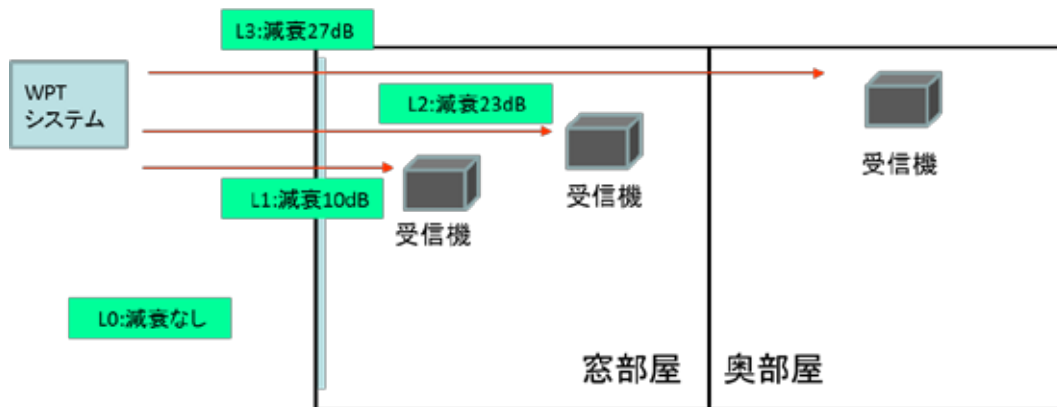 L3:減衰27dB
WPT
システム
L2:減衰23dB
受信機
受信機
L1:減衰10dB
受信機
L0:減衰なし
窓部屋
奥部屋